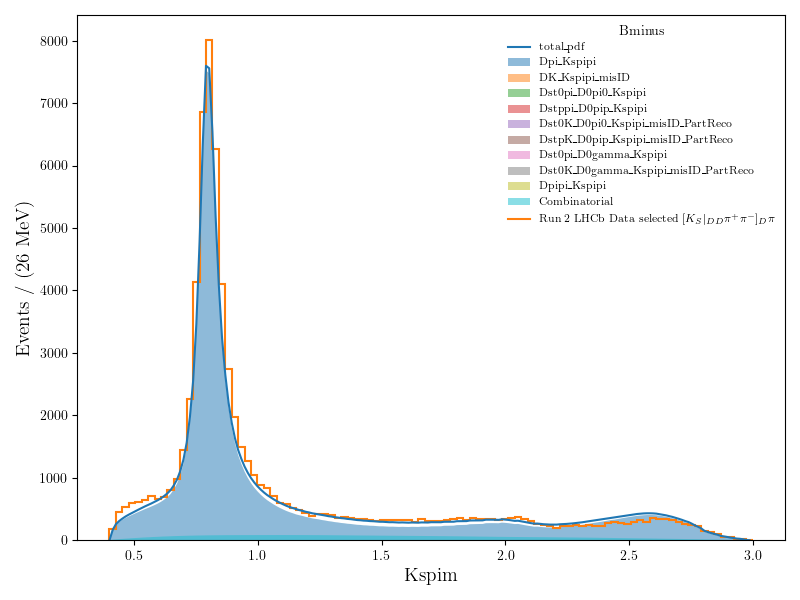 Bminus
total_pdf
Dpi_Kspipi
DK_Kspipi_misID
Dst0pi_D0pi0_Kspipi
Dstppi_D0pip_Kspipi
Dst0K_D0pi0_Kspipi_misID_PartReco
DstpK_D0pip_Kspipi_misID_PartReco
Dst0pi_D0gamma_Kspipi
Dst0K_D0gamma_Kspipi_misID_PartReco
Dpipi_Kspipi
Combinatorial
Run 2 LHCb Data selected [K_S|_{DD}π⁺π⁻]_Dπ
8000
7000
6000
5000
4000
3000
2000
1000
0
Events / (26 MeV)
0.5 1.0 1.5 2.0 2.5 3.0
Kspim